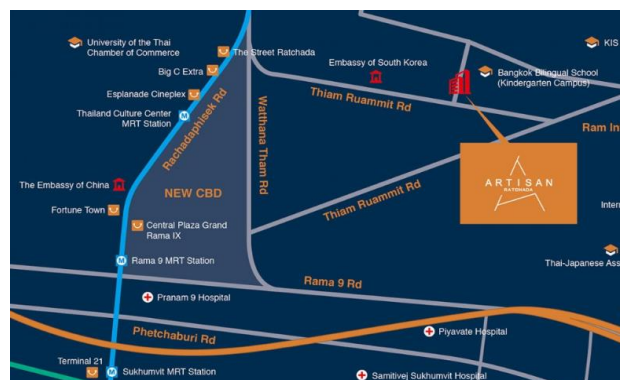 University of the Thai
Chamber of Commerce
The Street Ratchada
KIS
Big C Extra
Embassy of South Korea
Bangkok Bilingual School
(Kindergarten Campus)
Esplanade Cineplex
Thiam Ruammit Rd
Thailand Culture Center
MRT Station
Rachadaphisek Rd
Watthana Tham Rd
Ram In
ARTISAN
RATSHADA
The Embassy of China
NEW CBD
Thiam Ruammit Rd
Fortune Town
Central Plaza Grand
Rama IX
Inter
Rama 9 MRT Station
Thai-Japanese Ass
Rama 9 Rd
Pranam 9 Hospital
Phetchaburi Rd
Piyavate Hospital
Terminal 21
Sukhumvit MRT Station
Samitivej Sukhumvit Hospital